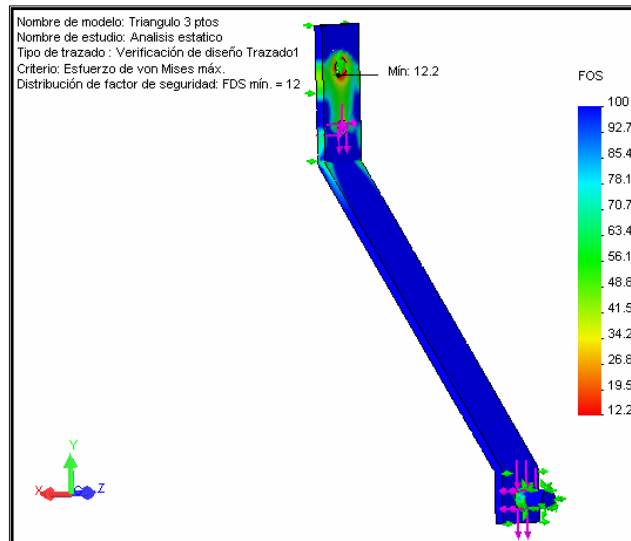 Nombre de modelo: Triangulo 3 ptos
Nombre de estudio: Analisis estatico
Tipo de trazado : Verificación de diseño Trazado1
Criterio: Esfuerzo de von Mises máx.
Distribución de factor de seguridad: FDS mín. = 12
Mín: 12.2
FOS
100
92.7
85.4
78.1
70.7
63.4
56.1
48.8
41.5
34.2
26.8
19.5
12.2
Y
X
Z